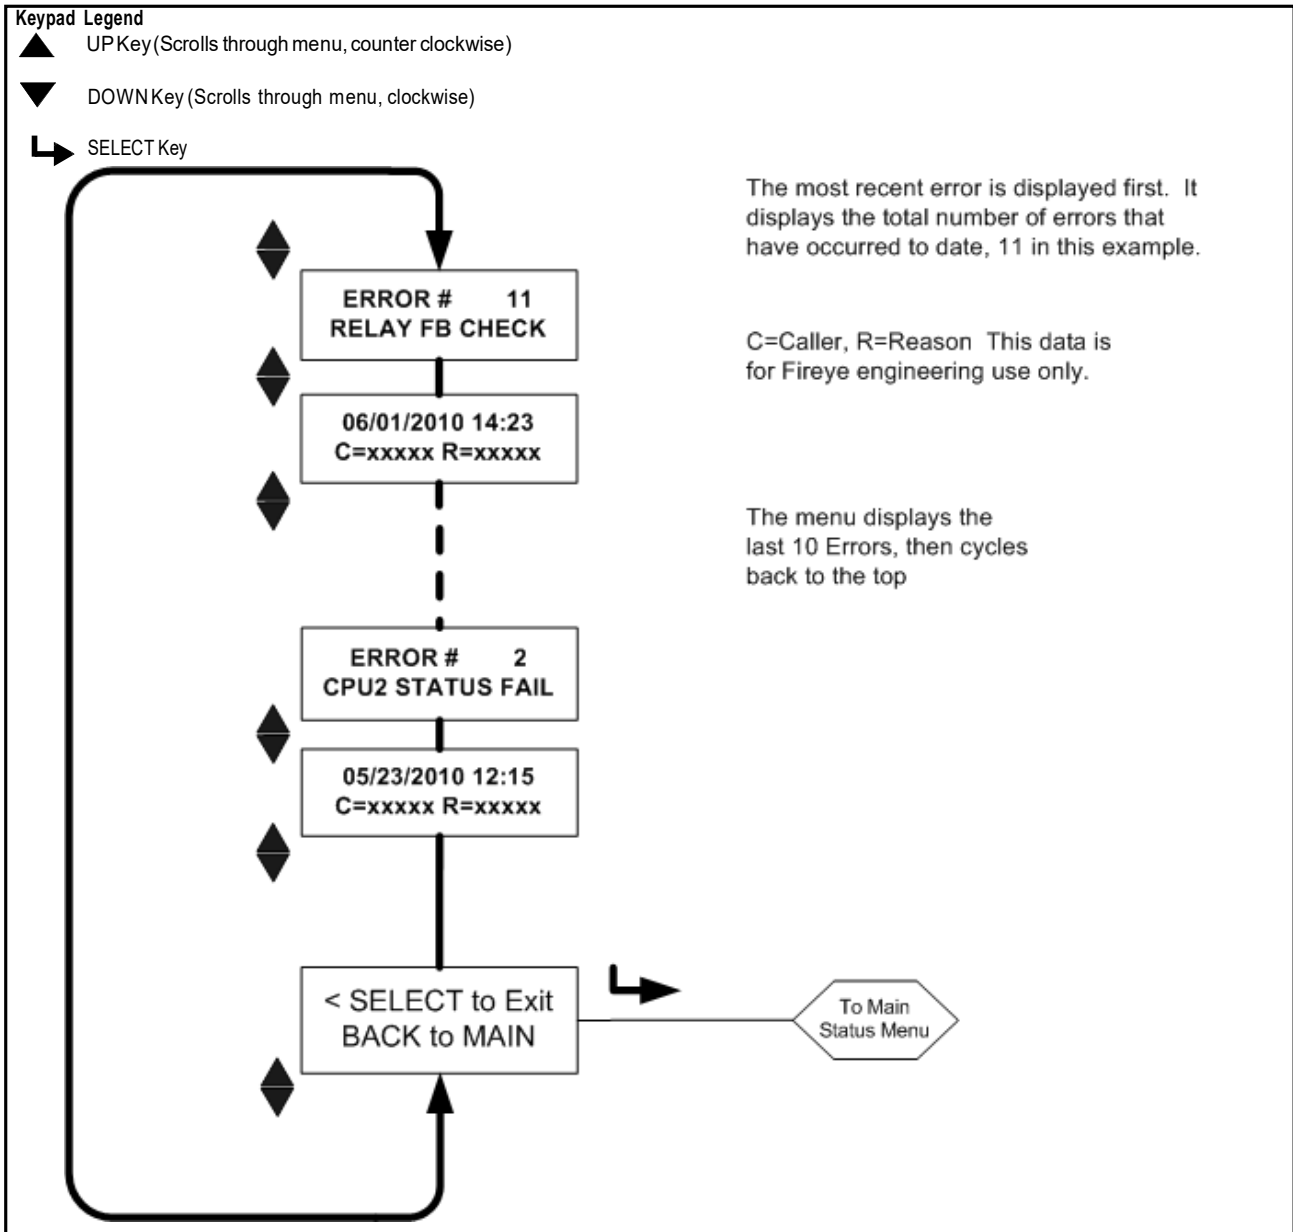 Keypad Legend
UP Key (Scrolls through menu, counter clockwise)
DOWN Key (Scrolls through menu, clockwise)
SELECT Key
The most recent error is displayed first. It
displays the total number of errors that
have occurred to date, 11 in this example.
ERROR # 11
RELAY FB CHECK
C=Caller, R=Reason This data is
for Fireye engineering use only.
06/01/2010 14:23
C=xxxxx R=xxxxx
The menu displays the
last 10 Errors, then cycles
back to the top
ERROR # 2
CPU2 STATUS FAIL
05/23/2010 12:15
C=xxxxx R=xxxxx
< SELECT to Exit
BACK to MAIN
To Main
Status Menu